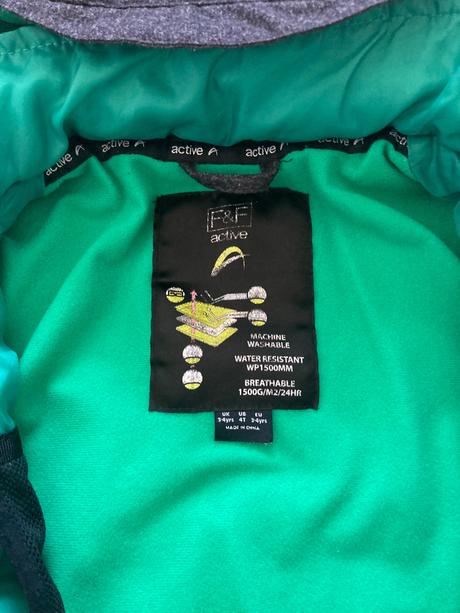 active active active active active
F&F
active
MACHINE
WASHABLE
WATER RESISTANT
WP1500MM
BREATHABLE
1500G/M2/24HR
UK US EU
3-4yrs 4T 3-4yrs
MADE IN CHINA